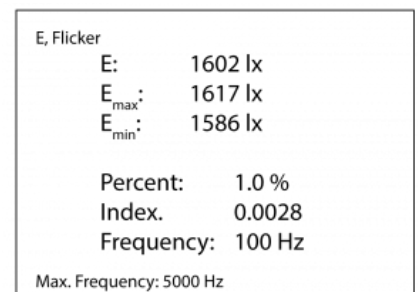 E, Flicker
E: 1602 lx
Emax: 1617 lx
Emin: 1586 lx
Percent: 1.0 %
Index. 0.0028
Frequency: 100 Hz
Max. Frequency: 5000 Hz